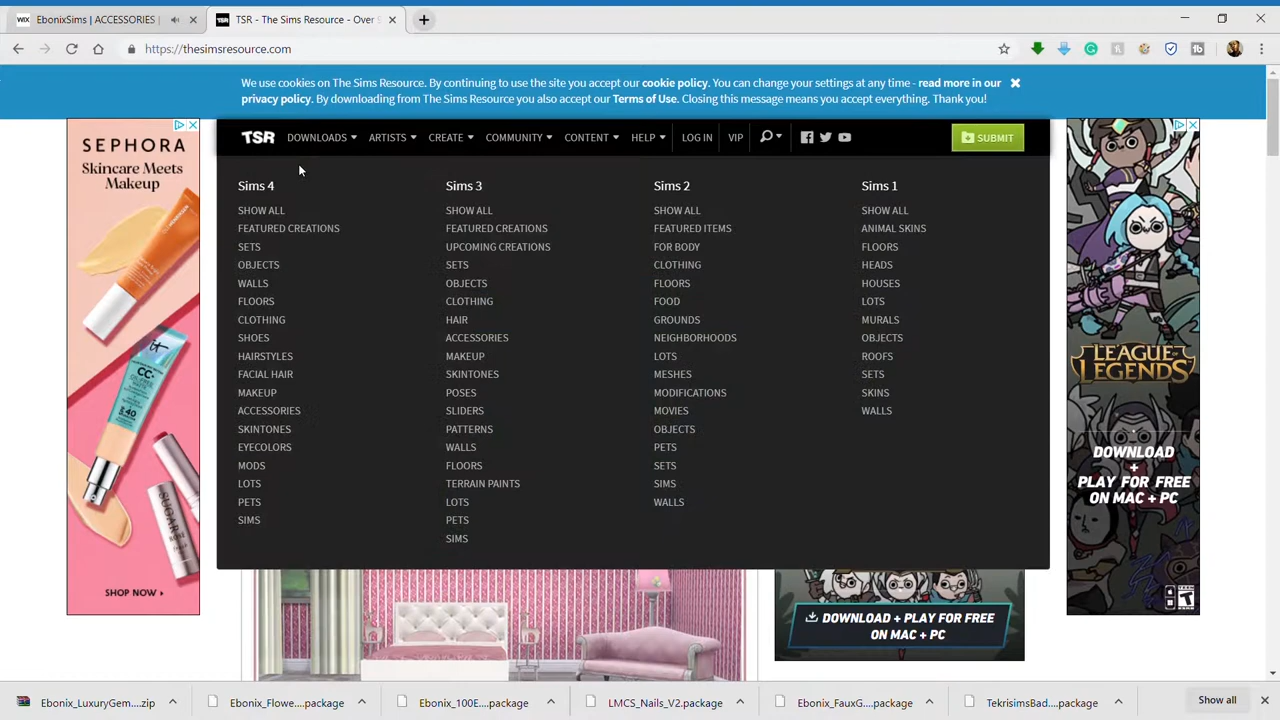 WIX EbonixSims | ACCESSORIES |
TSR TSR - The Sims Resource - Over
https://thesimsresource.com
We use cookies on The Sims Resource. By continuing to use the site you accept our cookie policy. You can change your settings at any time - read more in our
privacy policy. By downloading from The Sims Resource you also accept our Terms of Use. Closing this message means you accept everything. Thank you!
TSR DOWNLOADS ARTISTS CREATE COMMUNITY CONTENT HELP LOG IN VIP SUBMIT
SEPHORA
Skincare Meets
Makeup
CC+
40
SUGAR
SHOP NOW
Sims 4
SHOW ALL
FEATURED CREATIONS
SETS
OBJECTS
WALLS
FLOORS
CLOTHING
SHOES
HAIRSTYLES
FACIAL HAIR
MAKEUP
ACCESSORIES
SKINTONES
EYECOLORS
MODS
LOTS
PETS
SIMS
Sims 3
SHOW ALL
FEATURED CREATIONS
UPCOMING CREATIONS
SETS
OBJECTS
CLOTHING
HAIR
ACCESSORIES
MAKEUP
SKINTONES
POSES
SLIDERS
PATTERNS
WALLS
FLOORS
TERRAIN PAINTS
LOTS
PETS
SIMS
Sims 2
SHOW ALL
FEATURED ITEMS
FOR BODY
CLOTHING
FLOORS
FOOD
GROUNDS
NEIGHBORHOODS
LOTS
MESHES
MODIFICATIONS
MOVIES
OBJECTS
PETS
SETS
SIMS
WALLS
Sims 1
SHOW ALL
ANIMAL SKINS
FLOORS
HEADS
HOUSES
LOTS
MURALS
OBJECTS
ROOFS
SETS
SKINS
WALLS
LEAGUE
OF
LEGENDS
DOWNLOAD
+
PLAY FOR FREE
ON MAC + PC
T
DOWNLOAD + PLAY FOR FREE
ON MAC + PC
Ebonix_LuxuryGem....zip
Ebonix_Flowe....package
Ebonix_100E....package
LMCS_Nails_V2.package
Ebonix_FauxG....package
TekrisimsBad....package
Show all